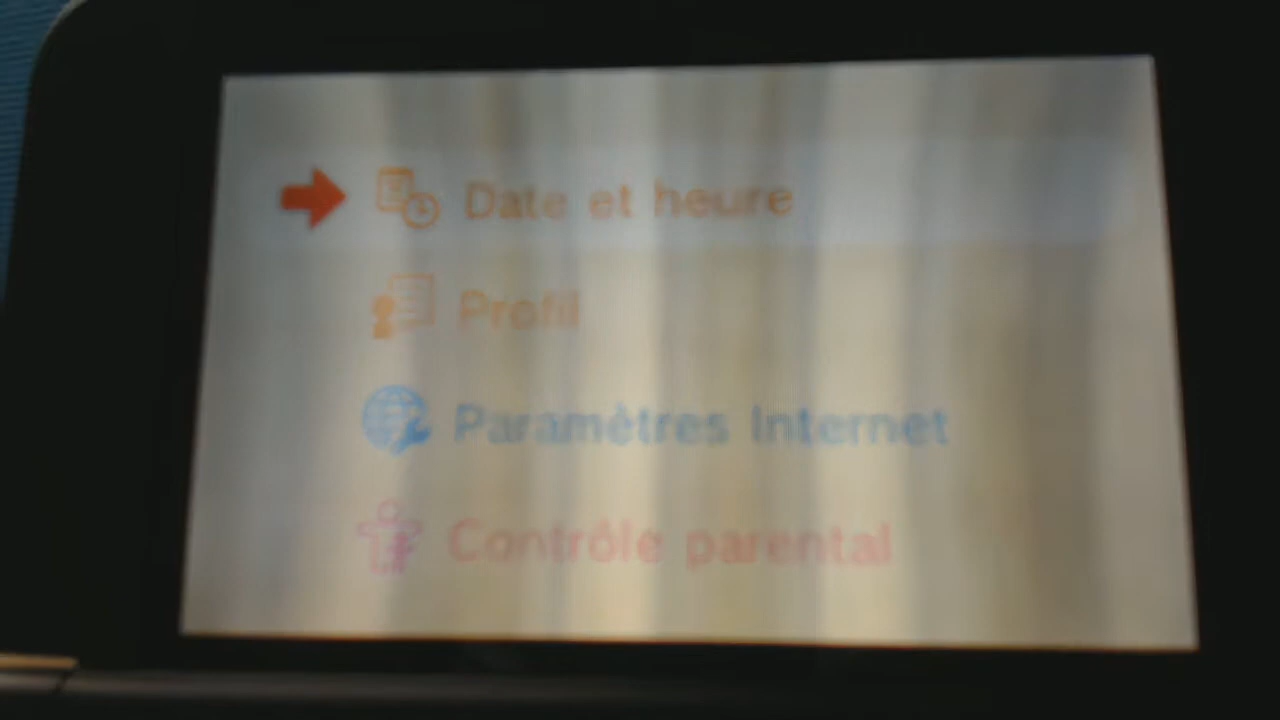 Date et heure
Profil
Paramètres Internet
Contrôle parental